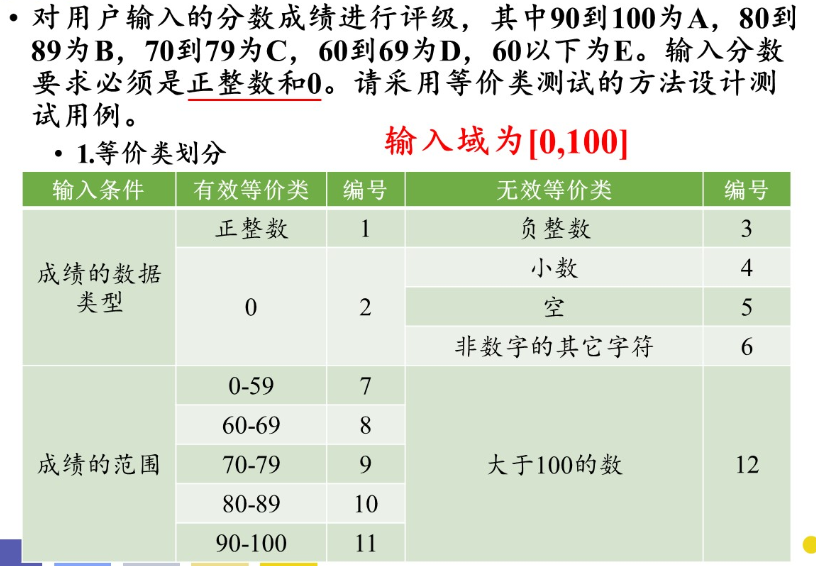 • 对用户输入的分数成绩进行评级，其中90到100为A，80到
89为B，70到79为C，60到69为D，60以下为E。输入分数
要求必须是正整数和0。请采用等价类测试的方法设计测
试用例。
• 1.等价类划分
输入域为[0,100]
输入条件 有效等价类 编号 无效等价类 编号
成绩的数据
类型
正整数 1 负整数 3
0 2
小数 4
空 5
非数字的其它字符 6
成绩的范围
0-59 7
60-69 8
70-79 9
80-89 10
90-100 11
大于100的数 12